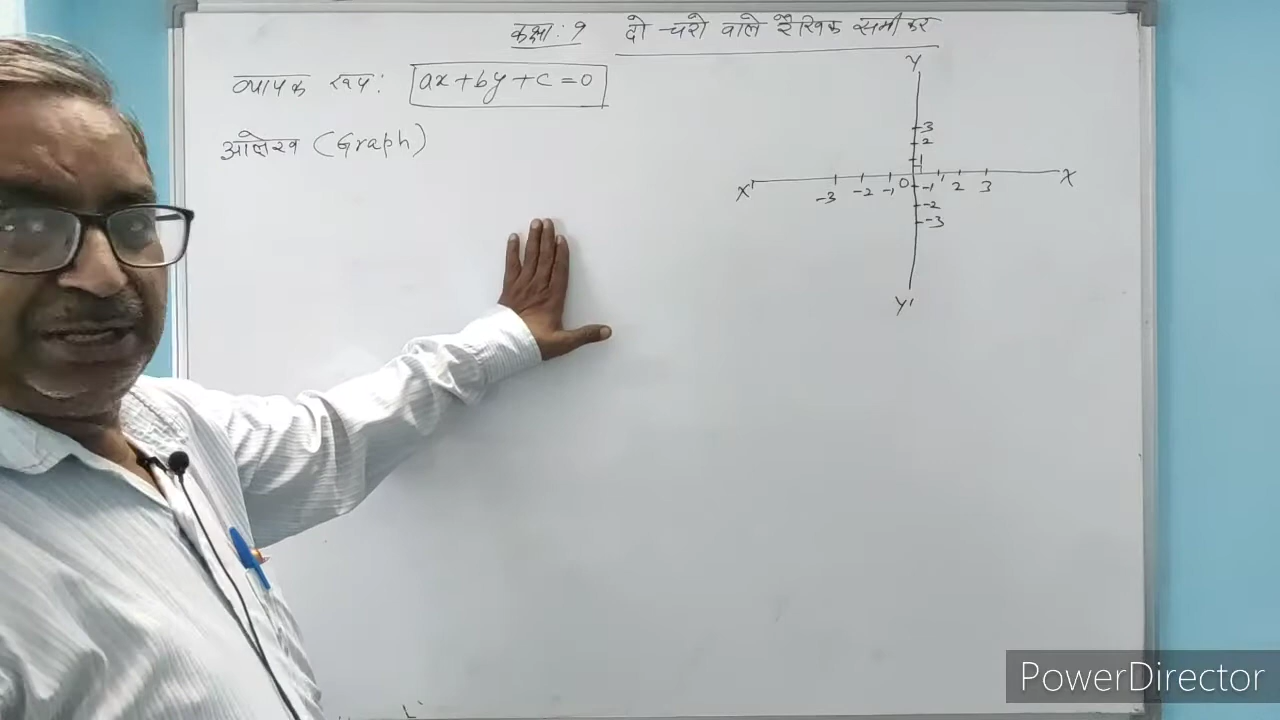 कक्षा: 9 दो चरो वाले रैखिक समीकर
व्यापक रूप: ax+by+c=0
आलेख (Graph)
Y
3
2
1
X' -3 -2 -1 0 1 2 3 X
-1
-2
-3
Y'
PowerDirector